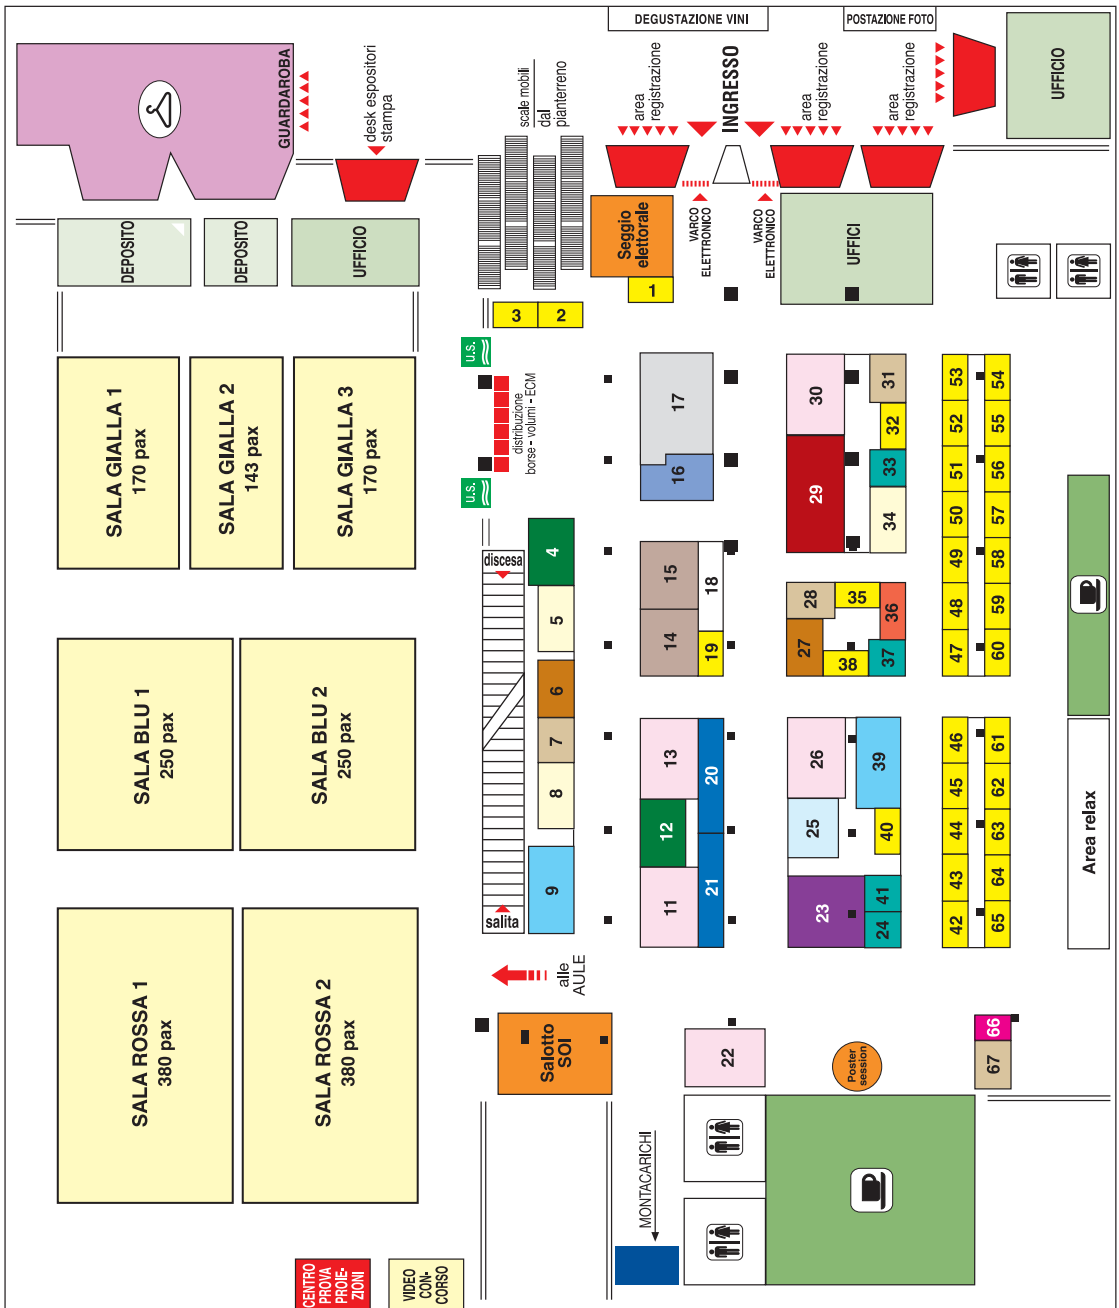 DEGUSTAZIONE VINI
POSTAZIONE FOTO
GUARDAROBA
desk espositori
stampa
scale mobili
dal
pianterreno
area
registrazione
INGRESSO
area
registrazione
area
registrazione
UFFICIO
DEPOSITO
DEPOSITO
UFFICIO
Seggio
elettorale
VARCO
ELETTRONICO
VARCO
ELETTRONICO
UFFICI
1
3
2
u.s.
distribuzione
borse - volumi - ECM
u.s.
SALA GIALLA 1
170 pax
SALA GIALLA 2
143 pax
SALA GIALLA 3
170 pax
17
16
30
29
31
32
33
34
53
52
51
50
49
48
47
54
55
56
57
58
59
60
discesa
salita
4
5
6
7
8
9
15
14
18
19
28
27
35
36
38
37
SALA BLU 1
250 pax
SALA BLU 2
250 pax
13
12
11
20
21
26
25
23
39
40
41
24
46
45
44
43
42
61
62
63
64
65
Area relax
SALA ROSSA 1
380 pax
SALA ROSSA 2
380 pax
alle
AULE
Salotto
SOI
22
Poster
session
66
67
MONTACARICHI
CENTRO
PROVA
PROIE-
ZIONI
VIDEO
CON-
CORSO